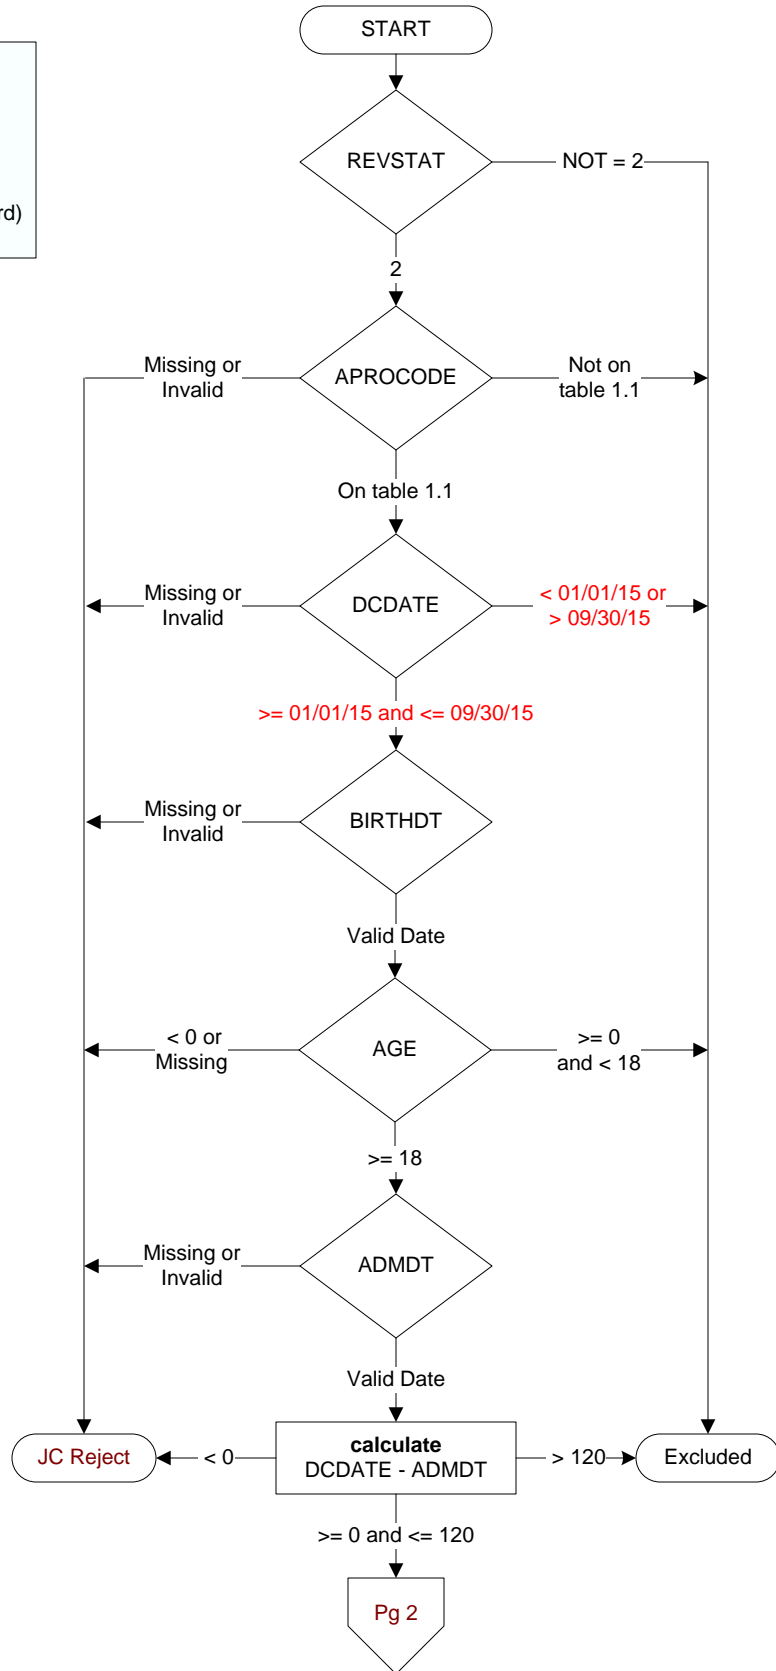 START
REVSTAT
NOT = 2
rd)
2
Missing or
Invalid
APROCODE
Not on
table 1.1
On table 1.1
Missing or
Invalid
DCDATE
< 01/01/15 or
> 09/30/15
>= 01/01/15 and <= 09/30/15
Missing or
Invalid
BIRTHDT
Valid Date
< 0 or
Missing
AGE
>= 0
and < 18
>= 18
Missing or
Invalid
ADMDT
Valid Date
JC Reject
< 0
calculate
DCDATE - ADMDT
> 120
Excluded
>= 0 and <= 120
Pg 2